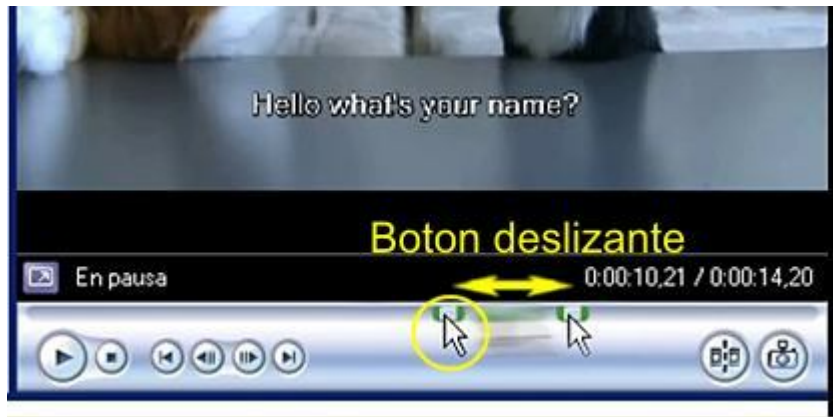 Hello what's your name?
Boton deslizante
En pausa 0:00:10,21 / 0:00:14,20